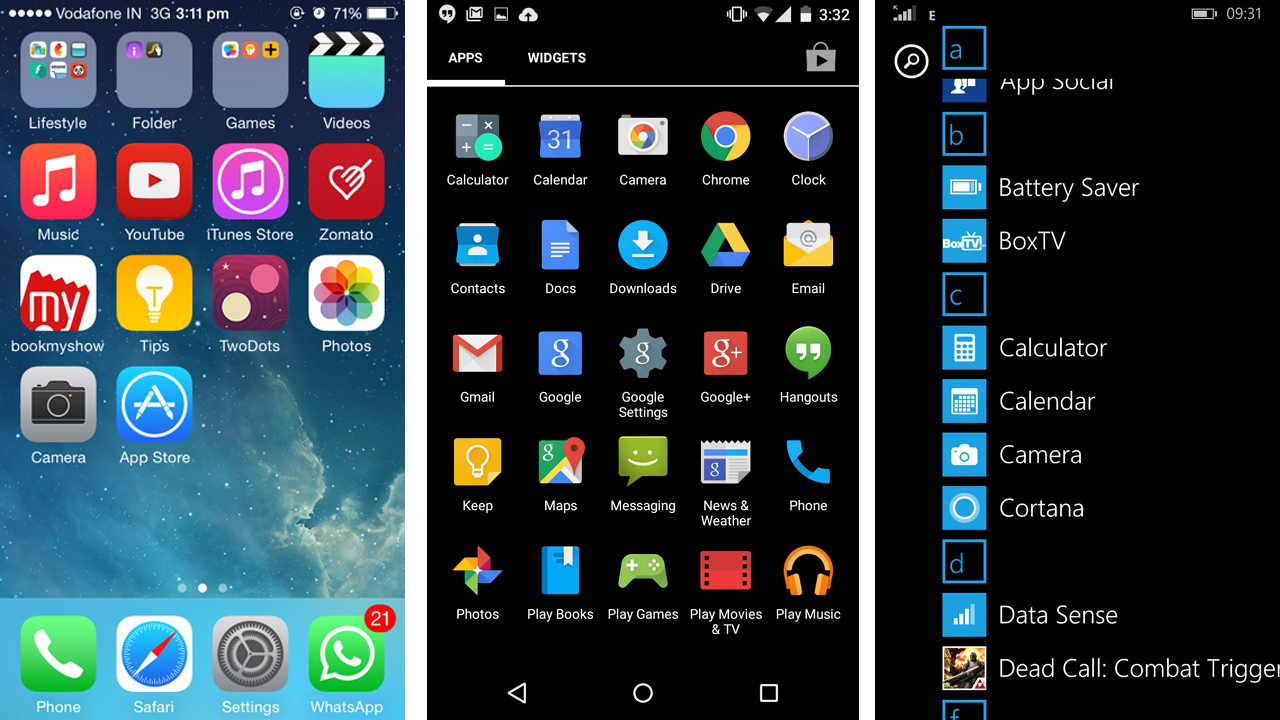 Vodafone IN 3G 3:11 pm 71%
Lifestyle Folder Games Videos
Music YouTube iTunes Store Zomato
my
bookmyshow Tips TwoDots Photos
Camera App Store
21
Phone Safari Settings WhatsApp
3:32
APPS WIDGETS
31
Calculator Calendar Camera Chrome Clock
Contacts Docs Downloads Drive Email
g g g+
Gmail Google Google Settings Google+ Hangouts
g g
Keep Maps Messaging News & Weather Phone
Photos Play Books Play Games Play Movies & TV Play Music
E 09:31
a
App Social
b
Battery Saver
BoxTV BoxTV
c
Calculator
Calendar
Camera
Cortana
d
Data Sense
Dead Call: Combat Trigger
f